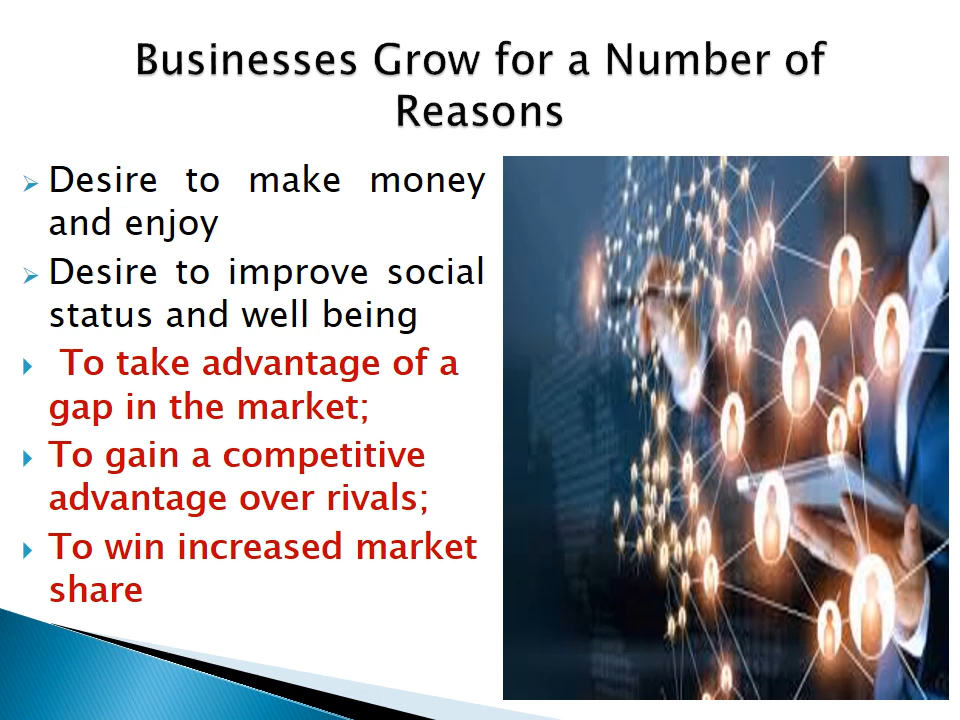 Businesses Grow for a Number of
Reasons
Desire to make money
and enjoy
Desire to improve social
status and well being
To take advantage of a
gap in the market;
To gain a competitive
advantage over rivals;
To win increased market
share